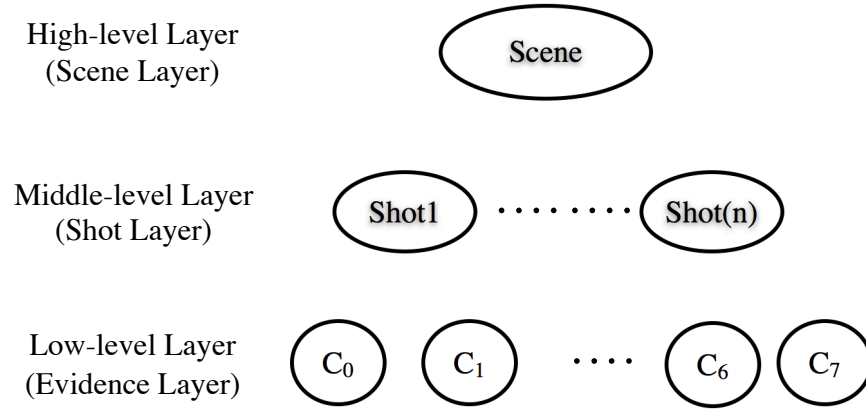 High-level Layer
(Scene Layer)
Scene
Middle-level Layer
(Shot Layer)
Shot1 ........ Shot(n)
Low-level Layer
(Evidence Layer)
C₀ C₁ .... C₆ C₇